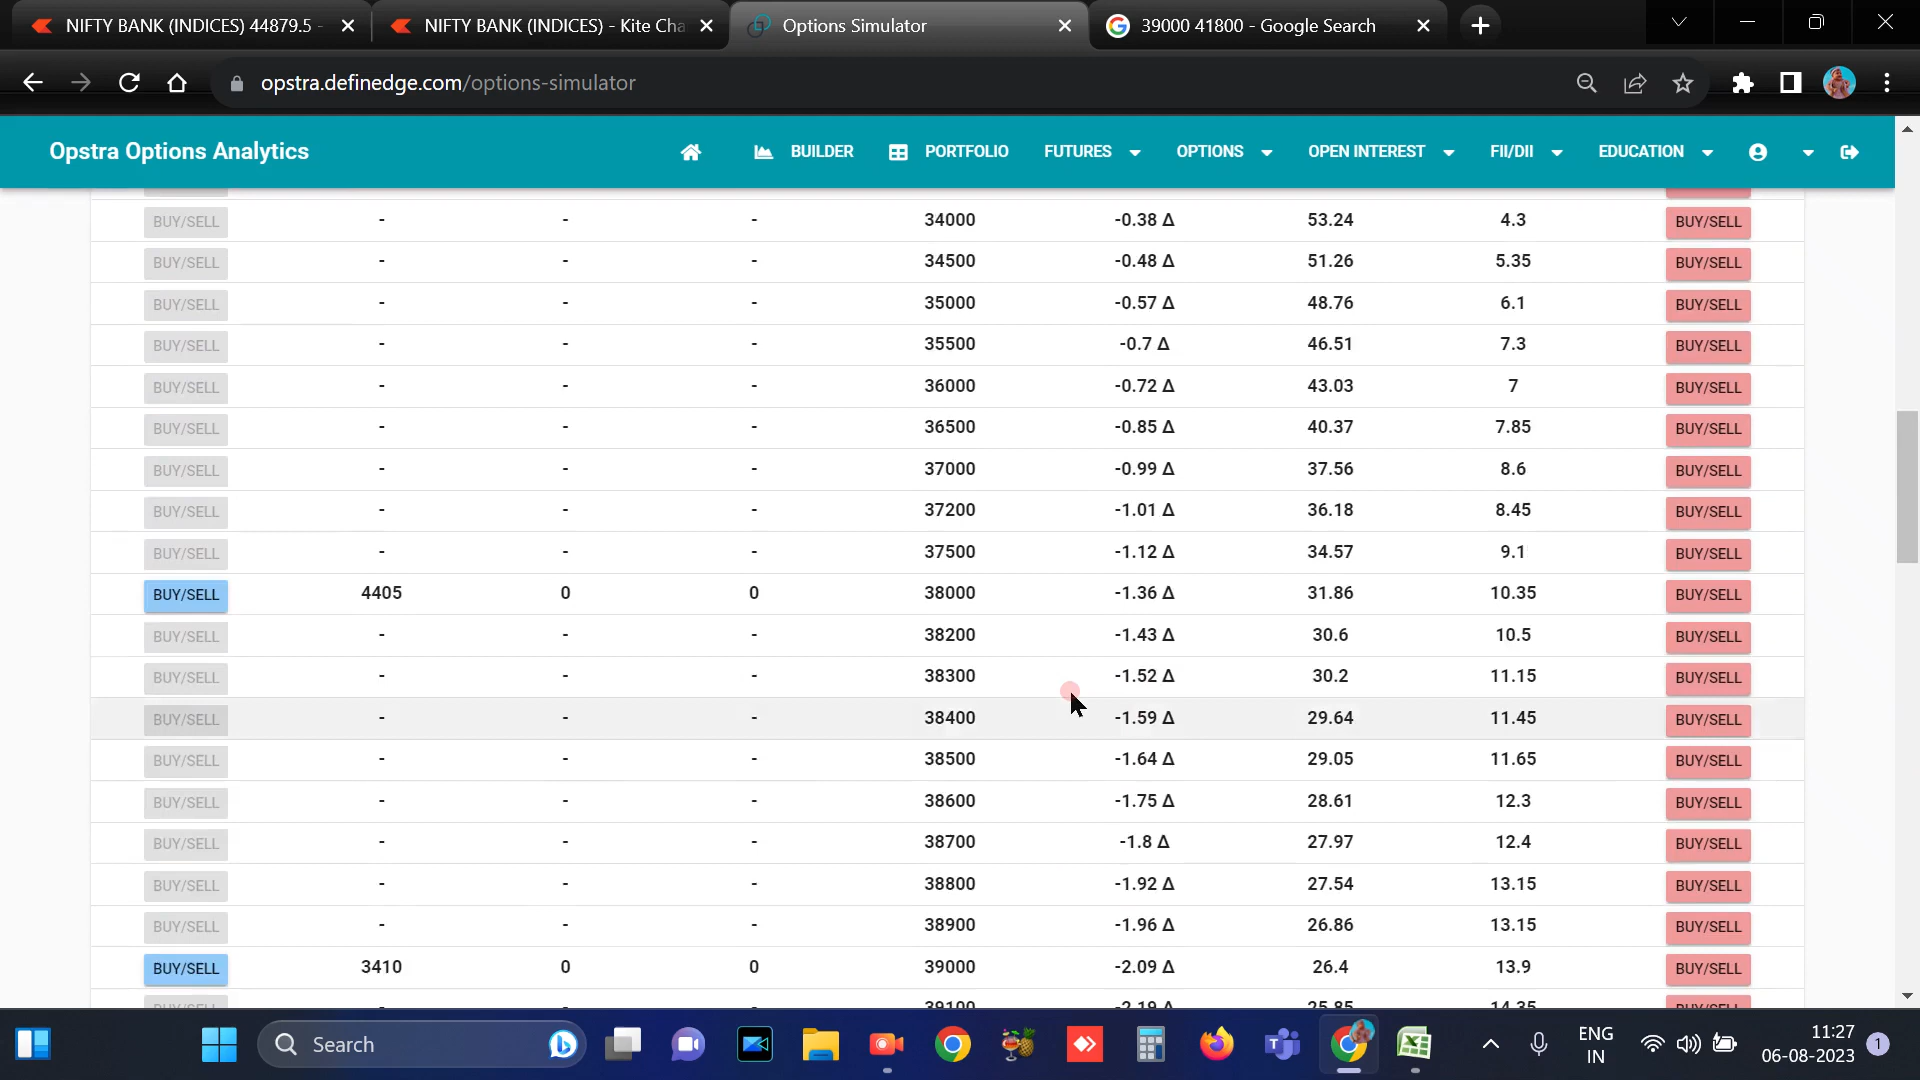 NIFTY BANK (INDICES) 44879.5 -
NIFTY BANK (INDICES) - Kite Cha
Options Simulator
39000 41800 - Google Search
opstra.definedge.com/options-simulator
Opstra Options Analytics
BUILDER
PORTFOLIO
FUTURES
OPTIONS
OPEN INTEREST
FII/DII
EDUCATION
BUY/SELL - - - 34000 -0.38 Δ 53.24 4.3 BUY/SELL
BUY/SELL - - - 34500 -0.48 Δ 51.26 5.35 BUY/SELL
BUY/SELL - - - 35000 -0.57 Δ 48.76 6.1 BUY/SELL
BUY/SELL - - - 35500 -0.7 Δ 46.51 7.3 BUY/SELL
BUY/SELL - - - 36000 -0.72 Δ 43.03 7 BUY/SELL
BUY/SELL - - - 36500 -0.85 Δ 40.37 7.85 BUY/SELL
BUY/SELL - - - 37000 -0.99 Δ 37.56 8.6 BUY/SELL
BUY/SELL - - - 37200 -1.01 Δ 36.18 8.45 BUY/SELL
BUY/SELL - - - 37500 -1.12 Δ 34.57 9.1 BUY/SELL
BUY/SELL 4405 0 0 38000 -1.36 Δ 31.86 10.35 BUY/SELL
BUY/SELL - - - 38200 -1.43 Δ 30.6 10.5 BUY/SELL
BUY/SELL - - - 38300 -1.52 Δ 30.2 11.15 BUY/SELL
BUY/SELL - - - 38400 -1.59 Δ 29.64 11.45 BUY/SELL
BUY/SELL - - - 38500 -1.64 Δ 29.05 11.65 BUY/SELL
BUY/SELL - - - 38600 -1.75 Δ 28.61 12.3 BUY/SELL
BUY/SELL - - - 38700 -1.8 Δ 27.97 12.4 BUY/SELL
BUY/SELL - - - 38800 -1.92 Δ 27.54 13.15 BUY/SELL
BUY/SELL - - - 38900 -1.96 Δ 26.86 13.15 BUY/SELL
BUY/SELL 3410 0 0 39000 -2.09 Δ 26.4 13.9 BUY/SELL
BUY/SELL - - - 39100 -2.19 Δ 25.85 14.35 BUY/SELL
Search
ENG
IN
11:27
06-08-2023
1